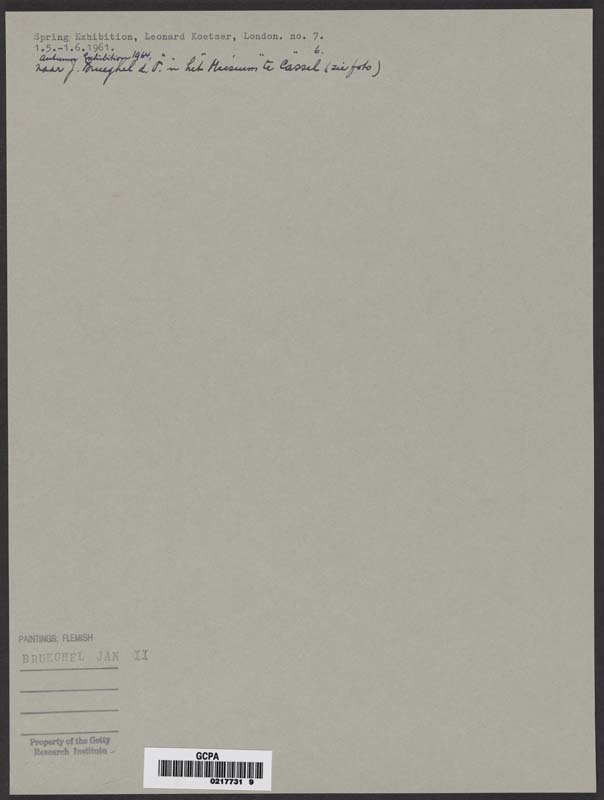 Spring Exhibition, Leonard Koetser, London. no. 7.
1.5.-1.6.1961.
Autumn Exhibition 1964, " " " " " 6.
naar J. Brueghel d. O. in het Museum te Cassel (zie foto)
PAINTINGS: FLEMISH
BRUEGHEL JAN II
Property of the Getty
Research Institute
GCPA
0217731 9